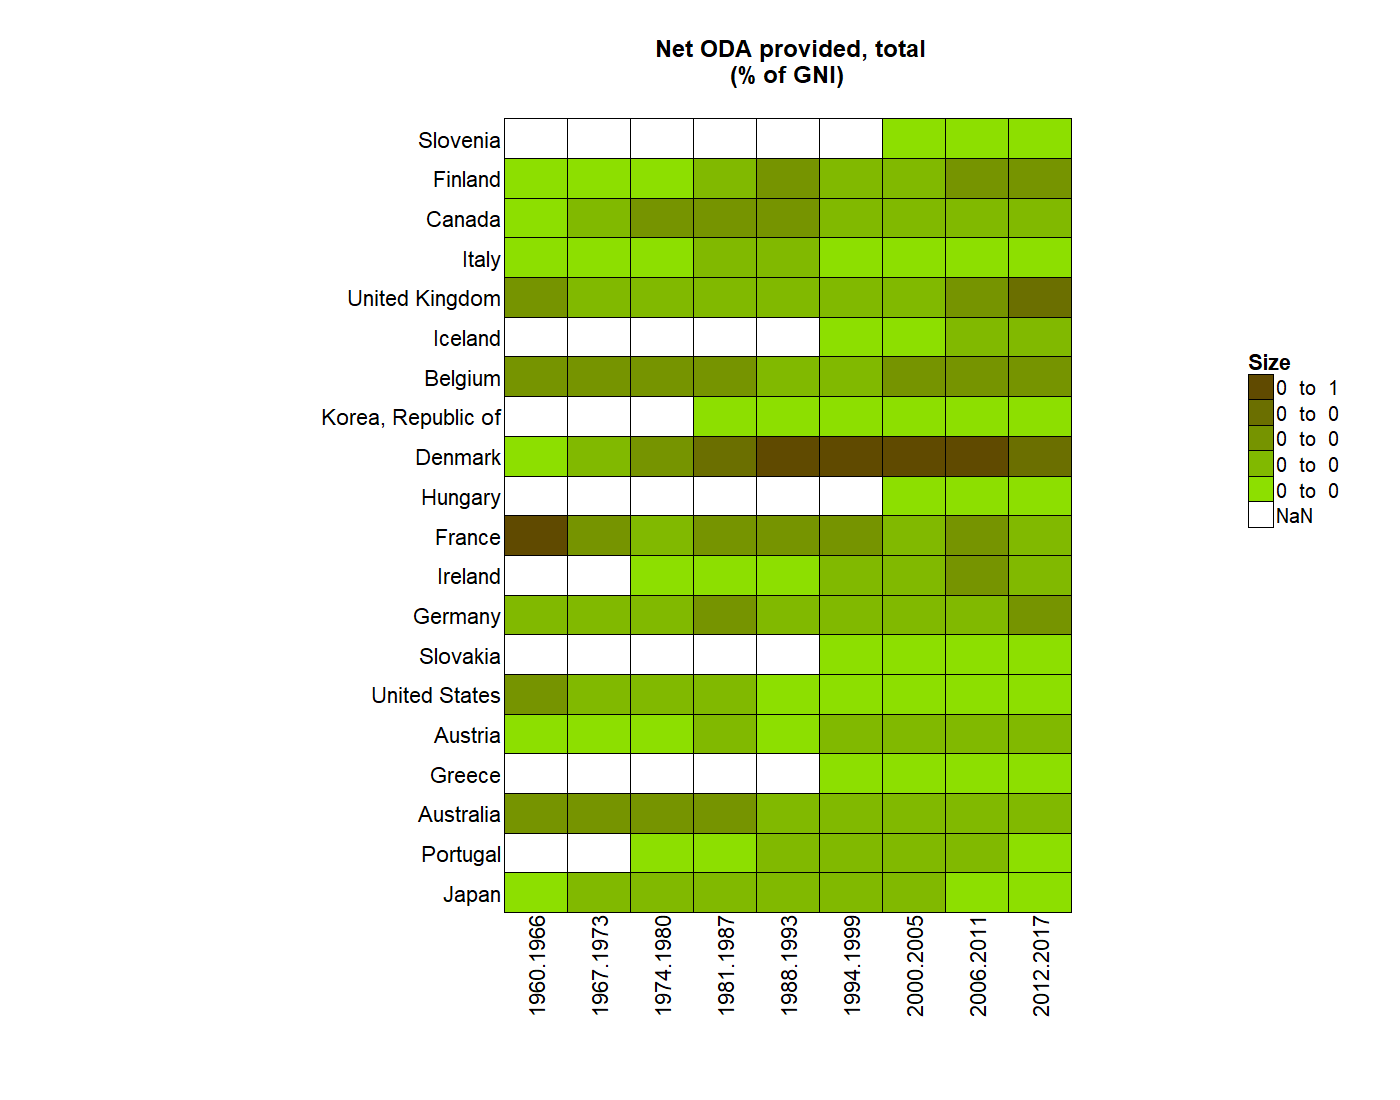 Net ODA provided, total
(% of GNI)
Slovenia
Finland
Canada
Italy
United Kingdom
Iceland
Belgium
Korea, Republic of
Denmark
Hungary
France
Ireland
Germany
Slovakia
United States
Austria
Greece
Australia
Portugal
Japan
1960.1966
1967.1973
1974.1980
1981.1987
1988.1993
1994.1999
2000.2005
2006.2011
2012.2017
Size
0 to 1
0 to 0
0 to 0
0 to 0
0 to 0
NaN